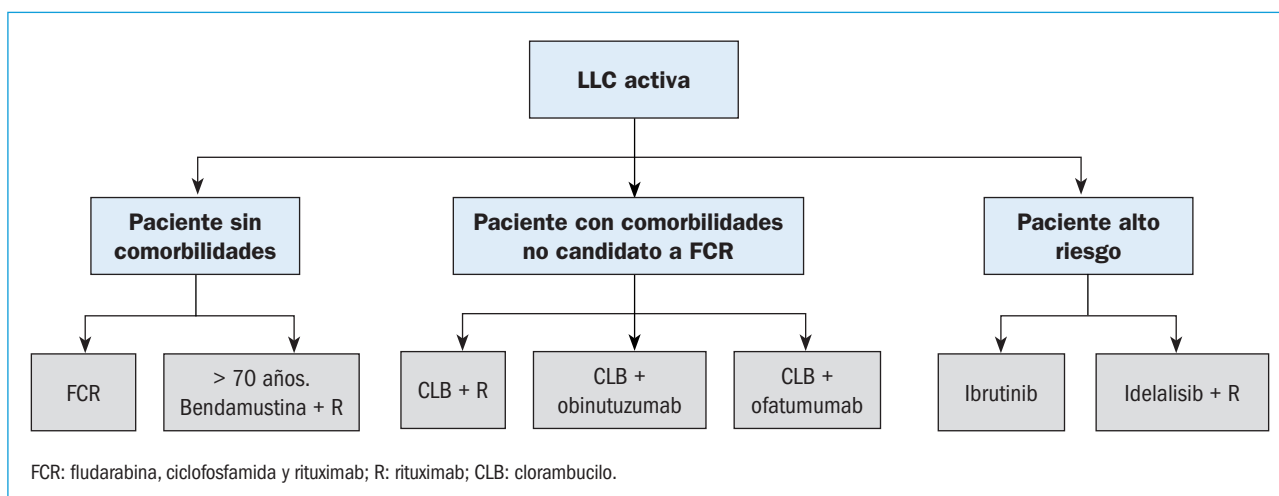 LLC activa
Paciente sin
comorbilidades
Paciente con comorbilidades
no candidato a FCR
Paciente alto
riesgo
FCR
> 70 años.
Bendamustina + R
CLB + R
CLB +
obinutuzumab
CLB +
ofatumumab
Ibrutinib
Idelalisib + R
FCR: fludarabina, ciclofosfamida y rituximab; R: rituximab; CLB: clorambucilo.